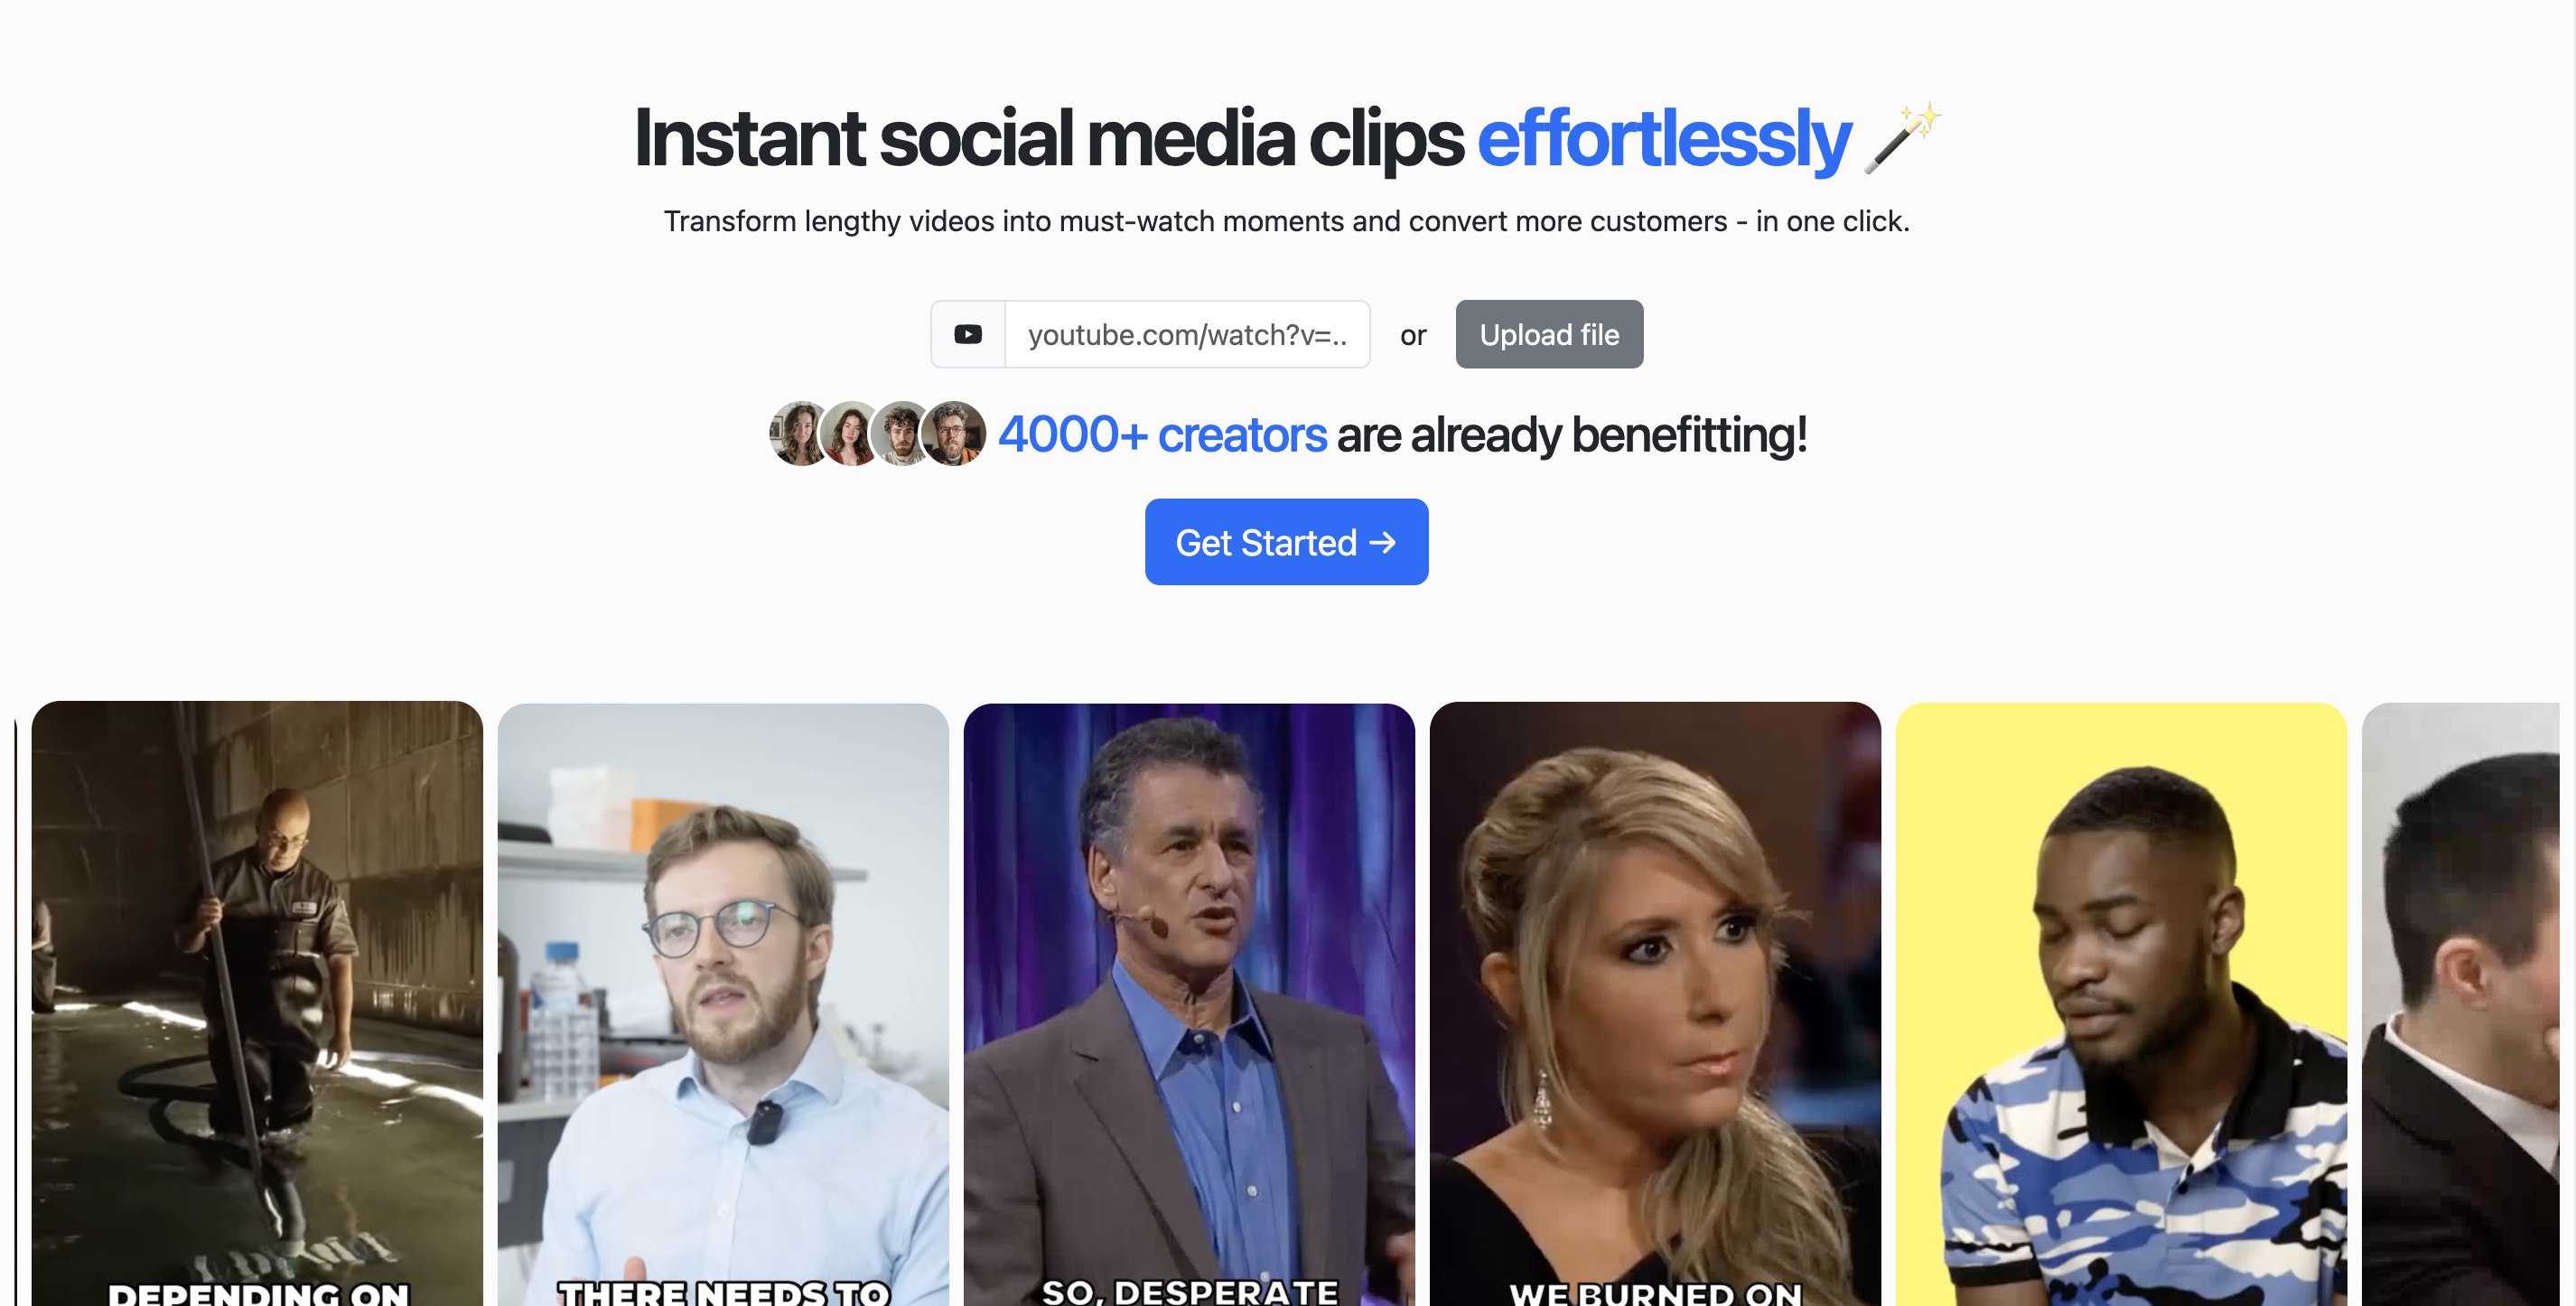 Instant social media clips effortlessly
Transform lengthy videos into must-watch moments and convert more customers - in one click.
youtube.com/watch?v=.. or Upload file
4000+ creators are already benefitting!
Get Started →
DEPENDING ON
THERE NEEDS TO
SO, DESPERATE
WE BURNED ON